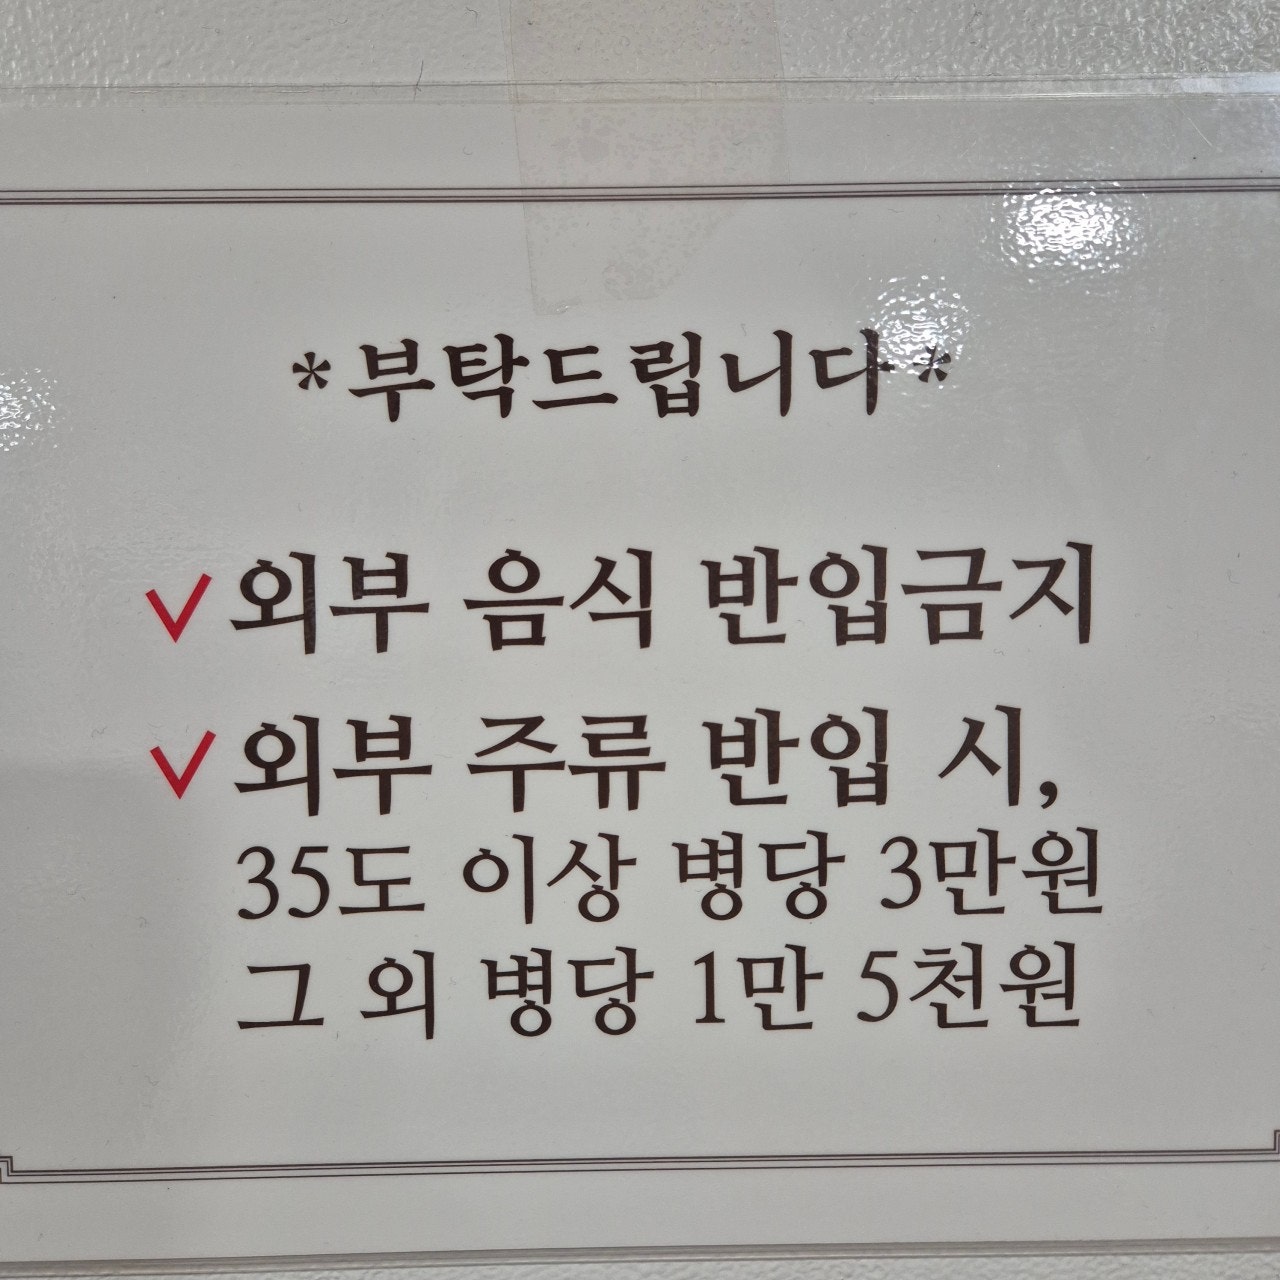 *부탁드립니다*
✓외부 음식 반입금지
✓외부 주류 반입 시,
35도 이상 병당 3만원
그 외 병당 1만 5천원